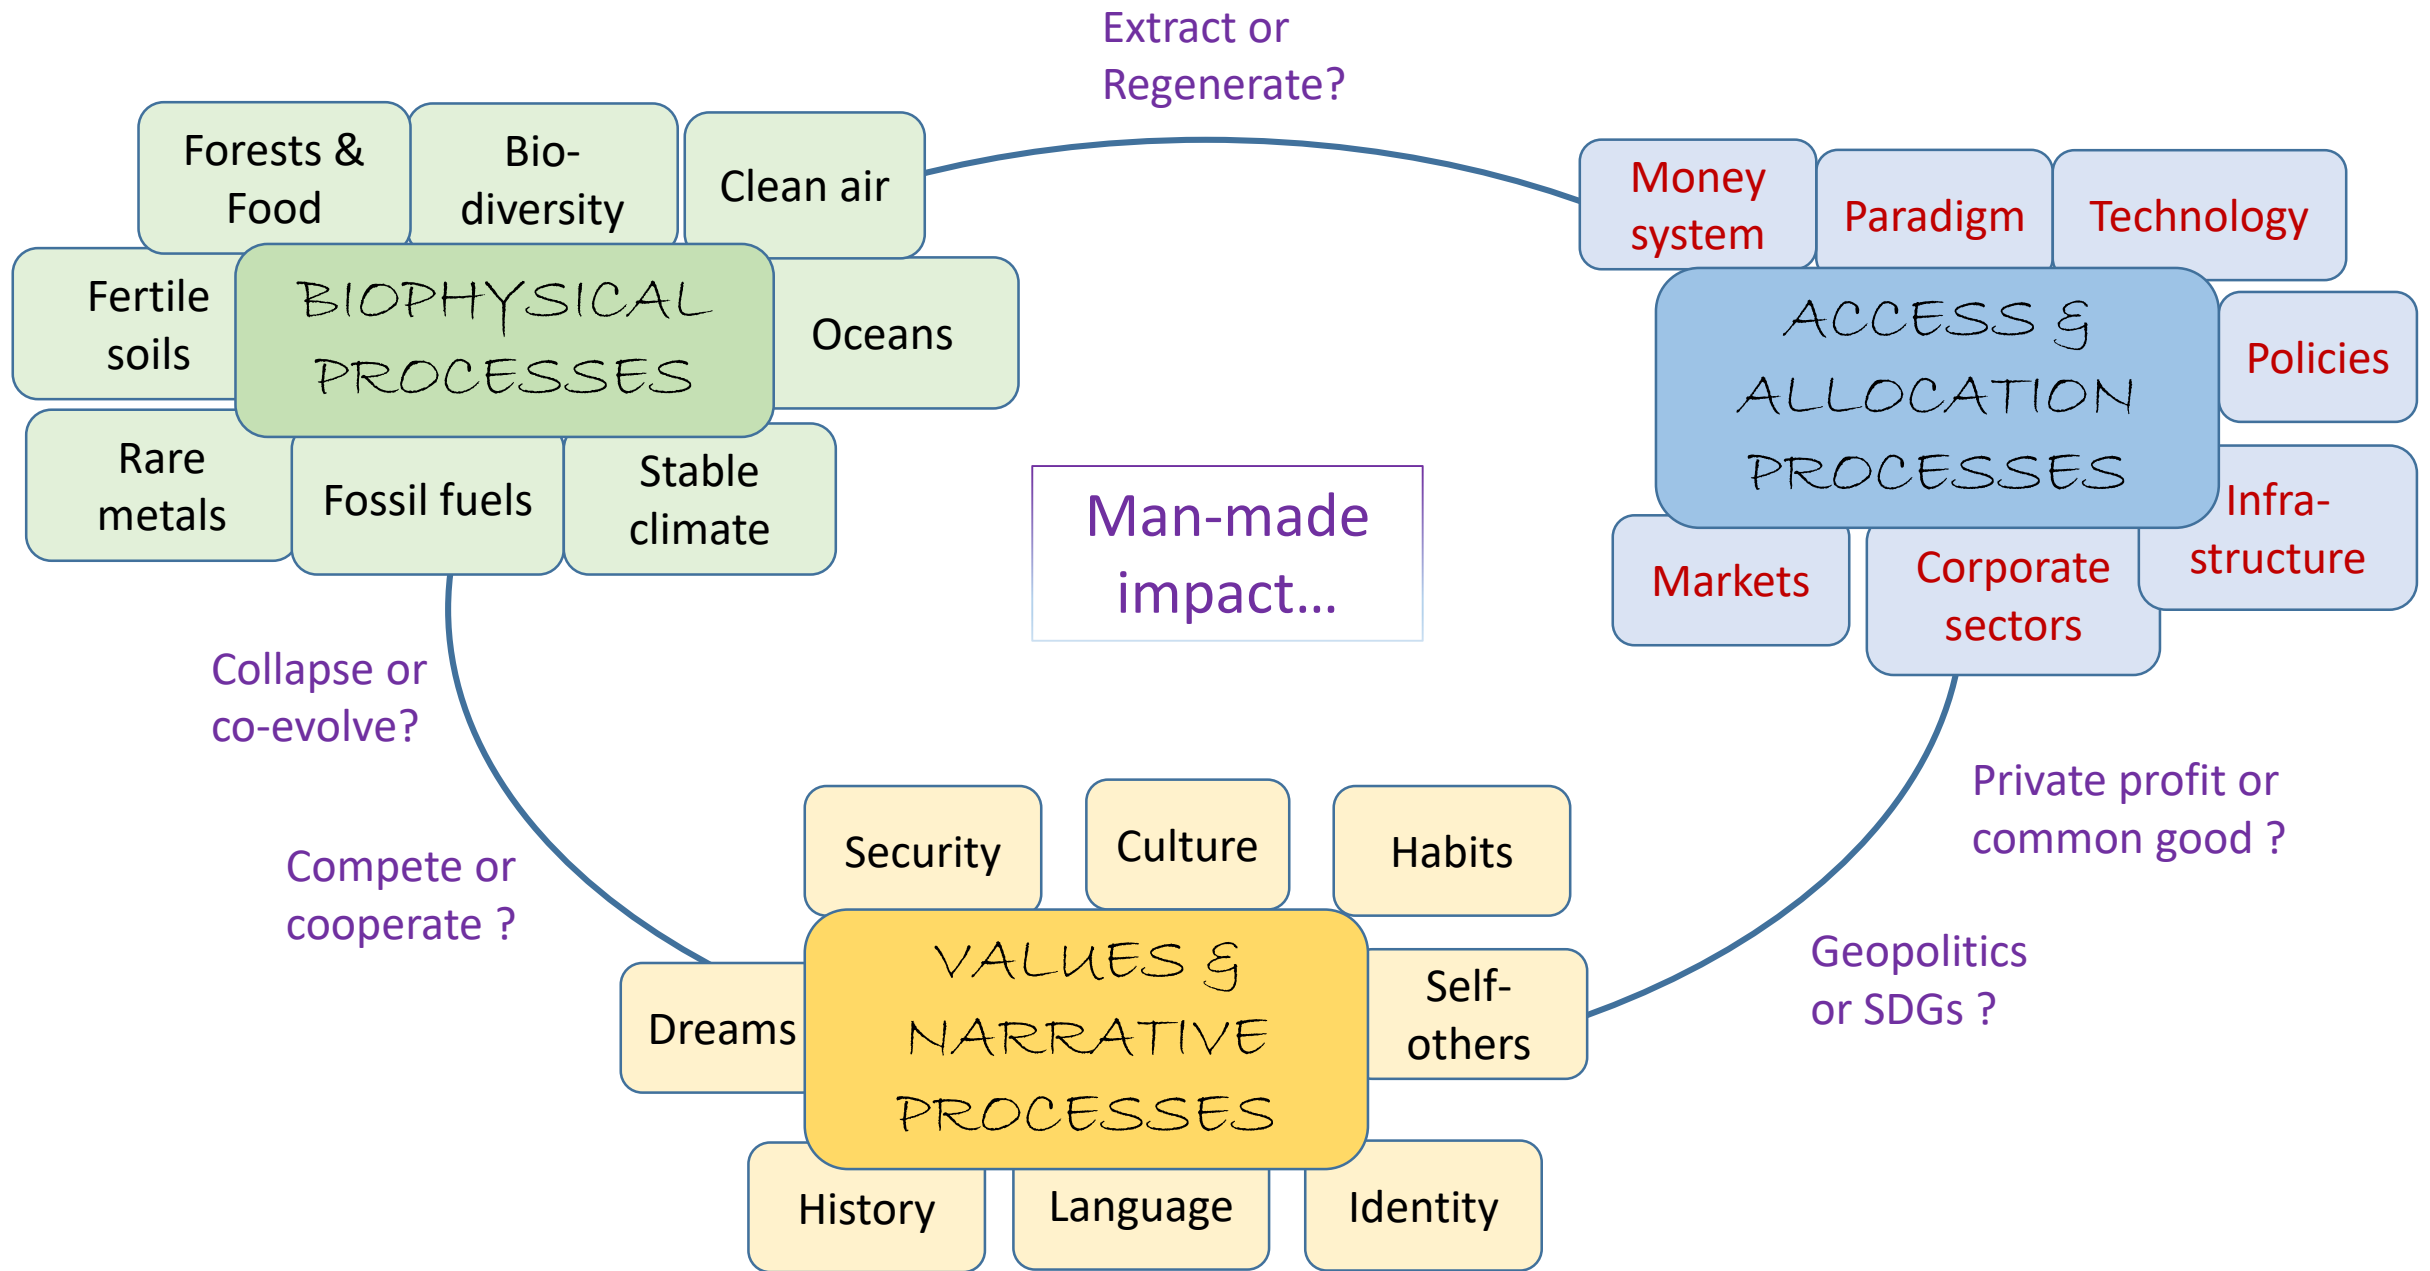 Extract or
Regenerate?
Forests &
Food
Bio-
diversity
Clean air
Fertile
soils
BIOPHYSICAL
PROCESSES
Oceans
Rare
metals
Fossil fuels
Stable
climate
Money
system
Paradigm
Technology
ACCESS &
ALLOCATION
PROCESSES
Policies
Infra-
structure
Markets
Corporate
sectors
Man-made
impact...
Collapse or
co-evolve?
Compete or
cooperate ?
Private profit or
common good ?
Geopolitics
or SDGs ?
Security
Culture
Habits
Dreams
VALUES &
NARRATIVE
PROCESSES
Self-
others
History
Language
Identity